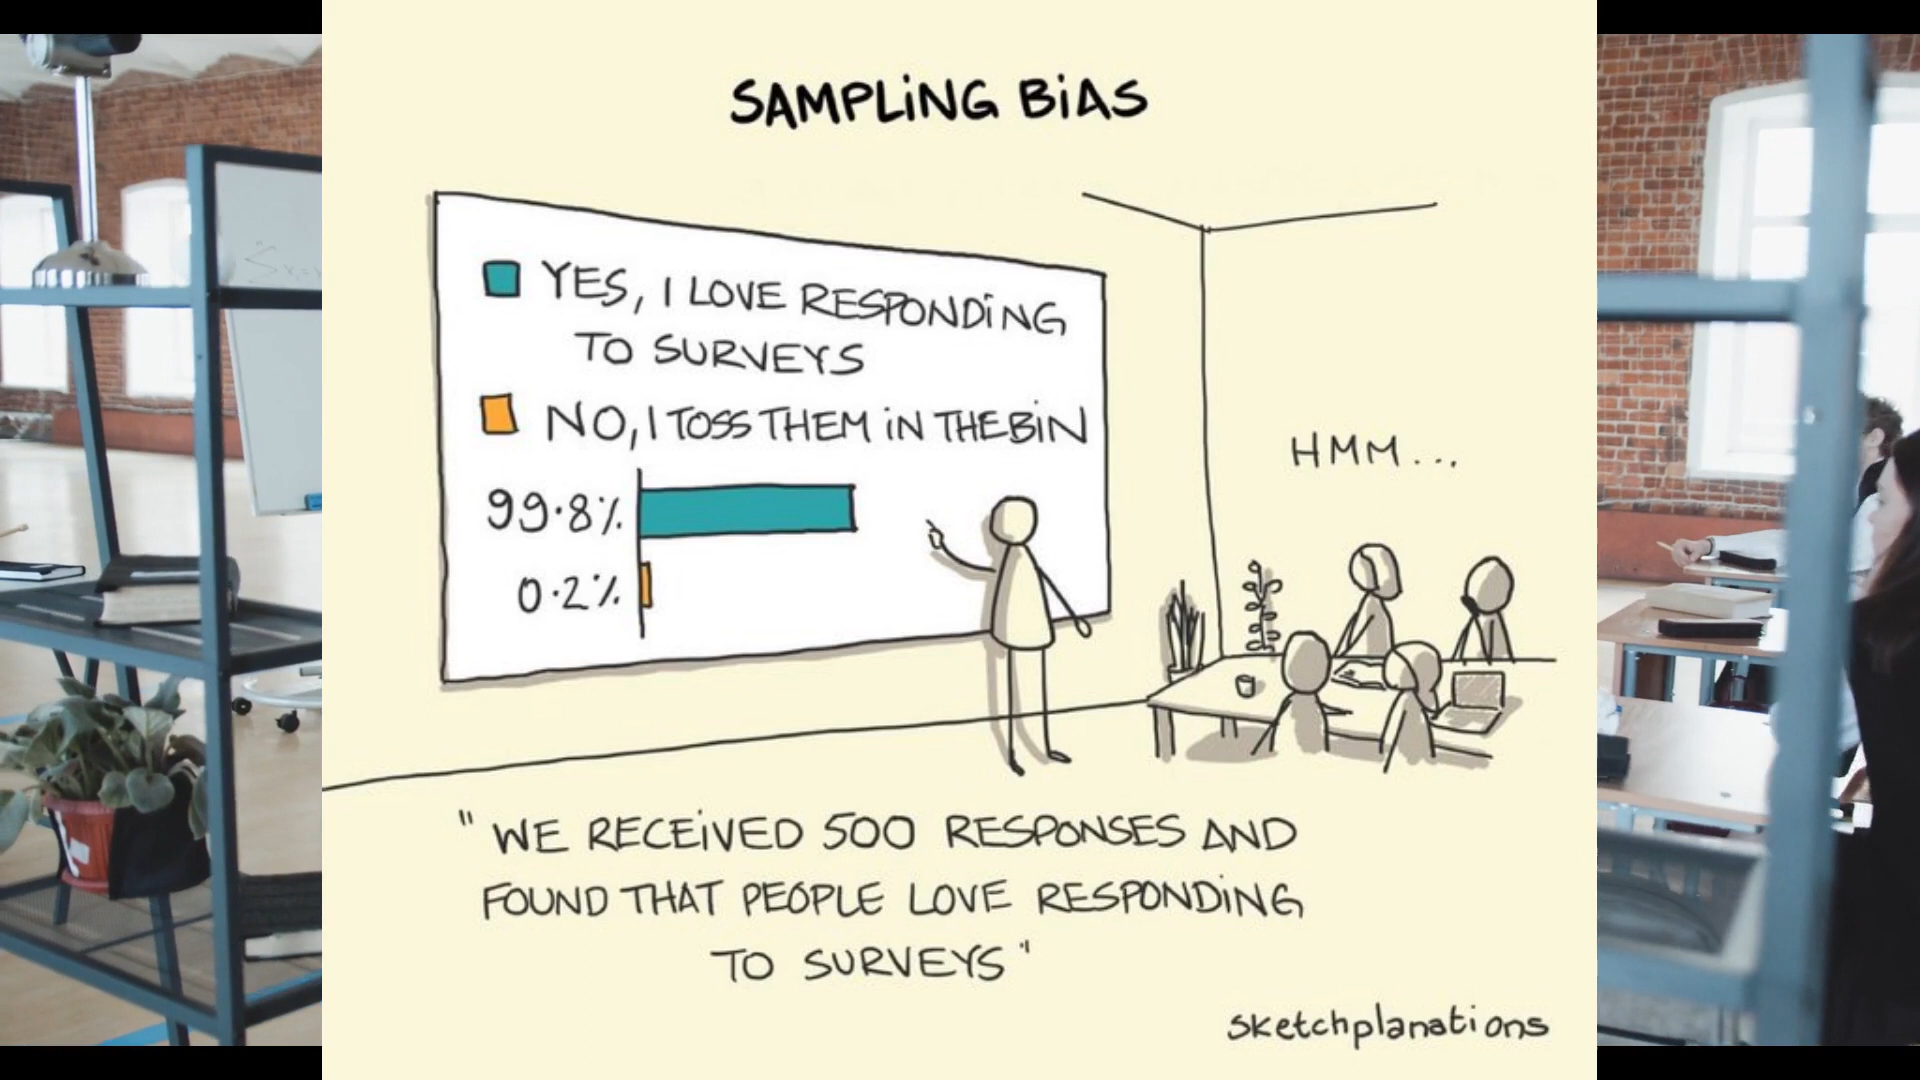 SAMPLING BIAS
YES, I LOVE RESPONDING
TO SURVEYS
NO, I TOSS THEM IN THE BIN
99.8%
0.2%
HMM...
"WE RECEIVED 500 RESPONSES AND
FOUND THAT PEOPLE LOVE RESPONDING
TO SURVEYS"
sketchplanations